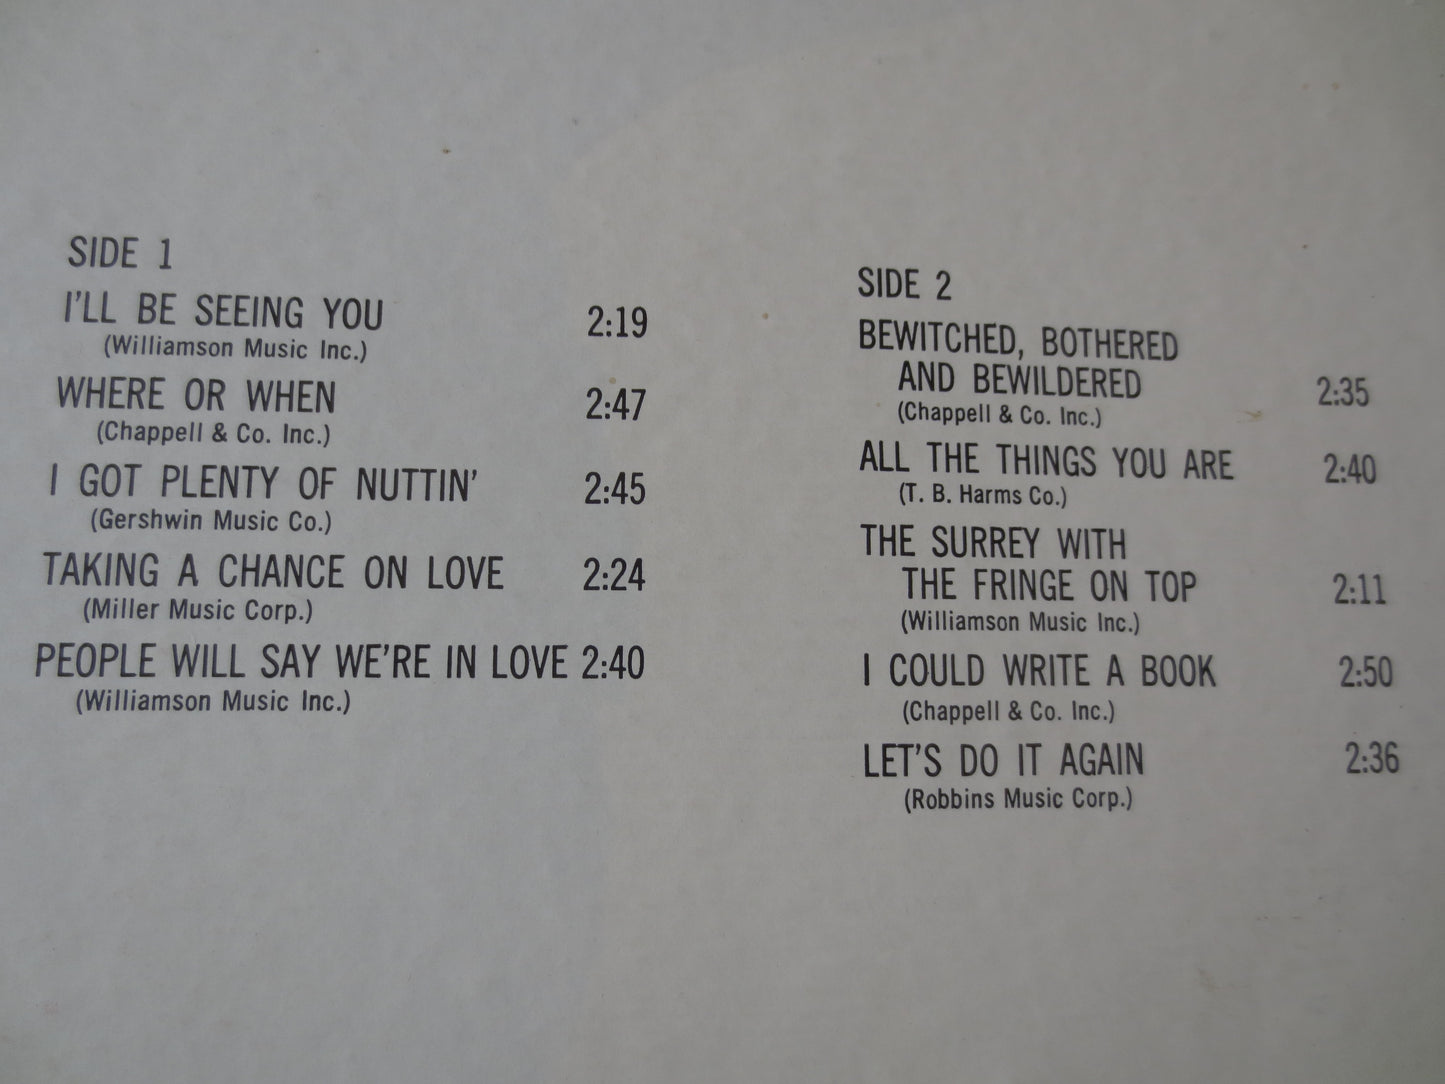 SIDE 1
I'LL BE SEEING YOU 2:19
(Williamson Music Inc.)
WHERE OR WHEN 2:47
(Chappell & Co. Inc.)
I GOT PLENTY OF NUTTIN' 2:45
(Gershwin Music Co.)
TAKING A CHANCE ON LOVE 2:24
(Miller Music Corp.)
PEOPLE WILL SAY WE'RE IN LOVE 2:40
(Williamson Music Inc.)
SIDE 2
BEWITCHED, BOTHERED
AND BEWILDERED 2:35
(Chappell & Co. Inc.)
ALL THE THINGS YOU ARE 2:40
(T. B. Harms Co.)
THE SURREY WITH
THE FRINGE ON TOP 2:11
(Williamson Music Inc.)
I COULD WRITE A BOOK 2:50
(Chappell & Co. Inc.)
LET'S DO IT AGAIN 2:36
(Robbins Music Corp.)